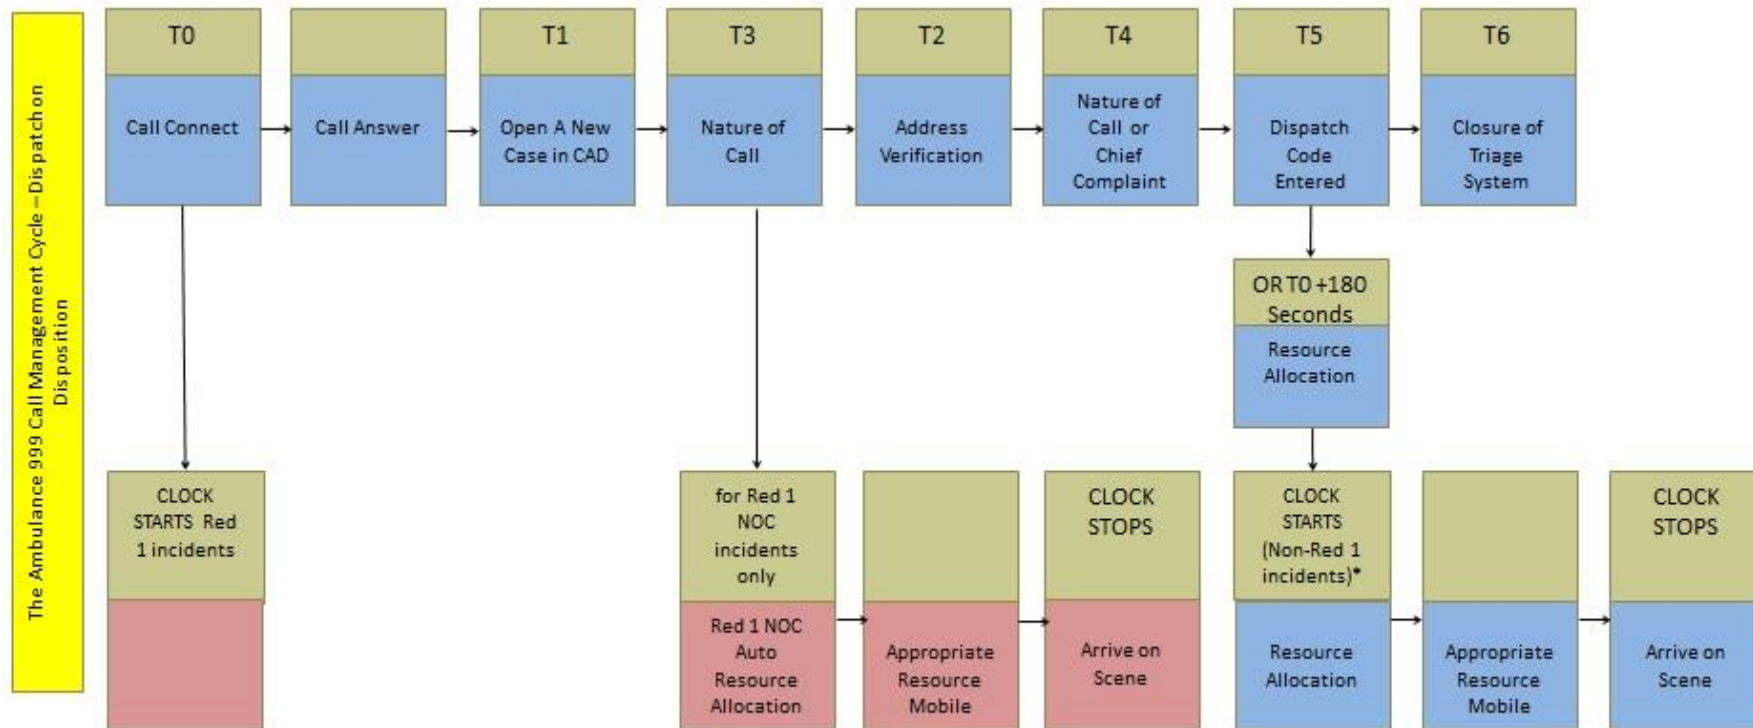 The Ambulance 999 Call Management Cycle – Dispatch on
Disposition
T0
Call Connect
Call Answer
T1
Open A New
Case in CAD
T3
Nature of
Call
T2
Address
Verification
T4
Nature of
Call or
Chief
Complaint
T5
Dispatch
Code
Entered
T6
Closure of
Triage
System
OR T0 +180
Seconds
Resource
Allocation
CLOCK
STARTS Red
1 incidents
for Red 1
NOC
incidents
only
Red 1 NOC
Auto
Resource
Allocation
Appropriate
Resource
Mobile
CLOCK
STOPS
Arrive on
Scene
CLOCK
STARTS
(Non-Red 1
incidents)*
Resource
Allocation
Appropriate
Resource
Mobile
CLOCK
STOPS
Arrive on
Scene